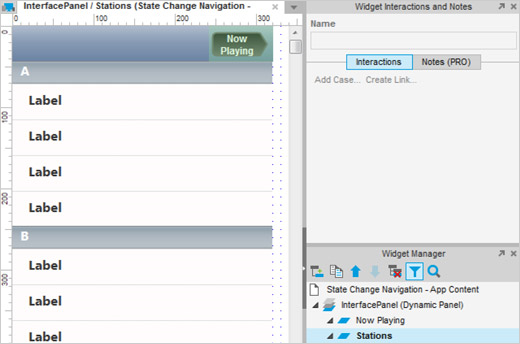 InterfacePanel / Stations (State Change Navigation -
0 100 200 300
0
100
200
300
Now
Playing
A
Label
Label
Label
Label
B
Label
Label
Label
Widget Interactions and Notes
Name
Interactions
Notes (PRO)
Add Case... Create Link...
Widget Manager
State Change Navigation - App Content
InterfacePanel (Dynamic Panel)
Now Playing
Stations